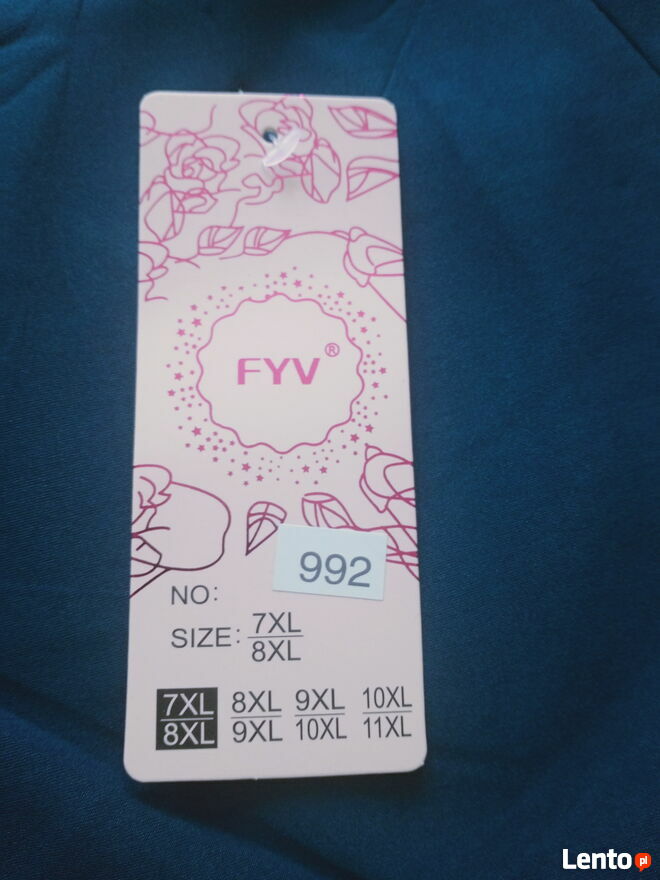 FYV®
992
NO:
SIZE: 7XL
8XL
7XL 8XL 9XL 10XL
8XL 9XL 10XL 11XL
Lento.pl